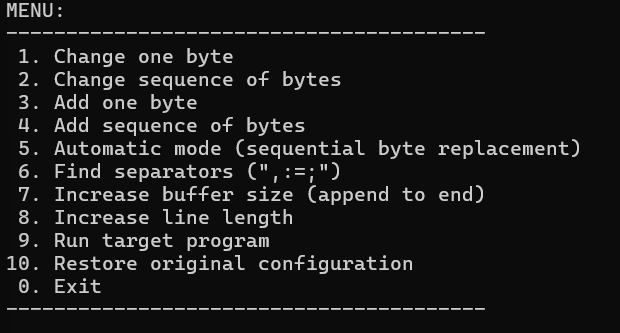 MENU:
----------------------------------------
 1. Change one byte
 2. Change sequence of bytes
 3. Add one byte
 4. Add sequence of bytes
 5. Automatic mode (sequential byte replacement)
 6. Find separators (",:=;")
 7. Increase buffer size (append to end)
 8. Increase line length
 9. Run target program
10. Restore original configuration
 0. Exit
----------------------------------------